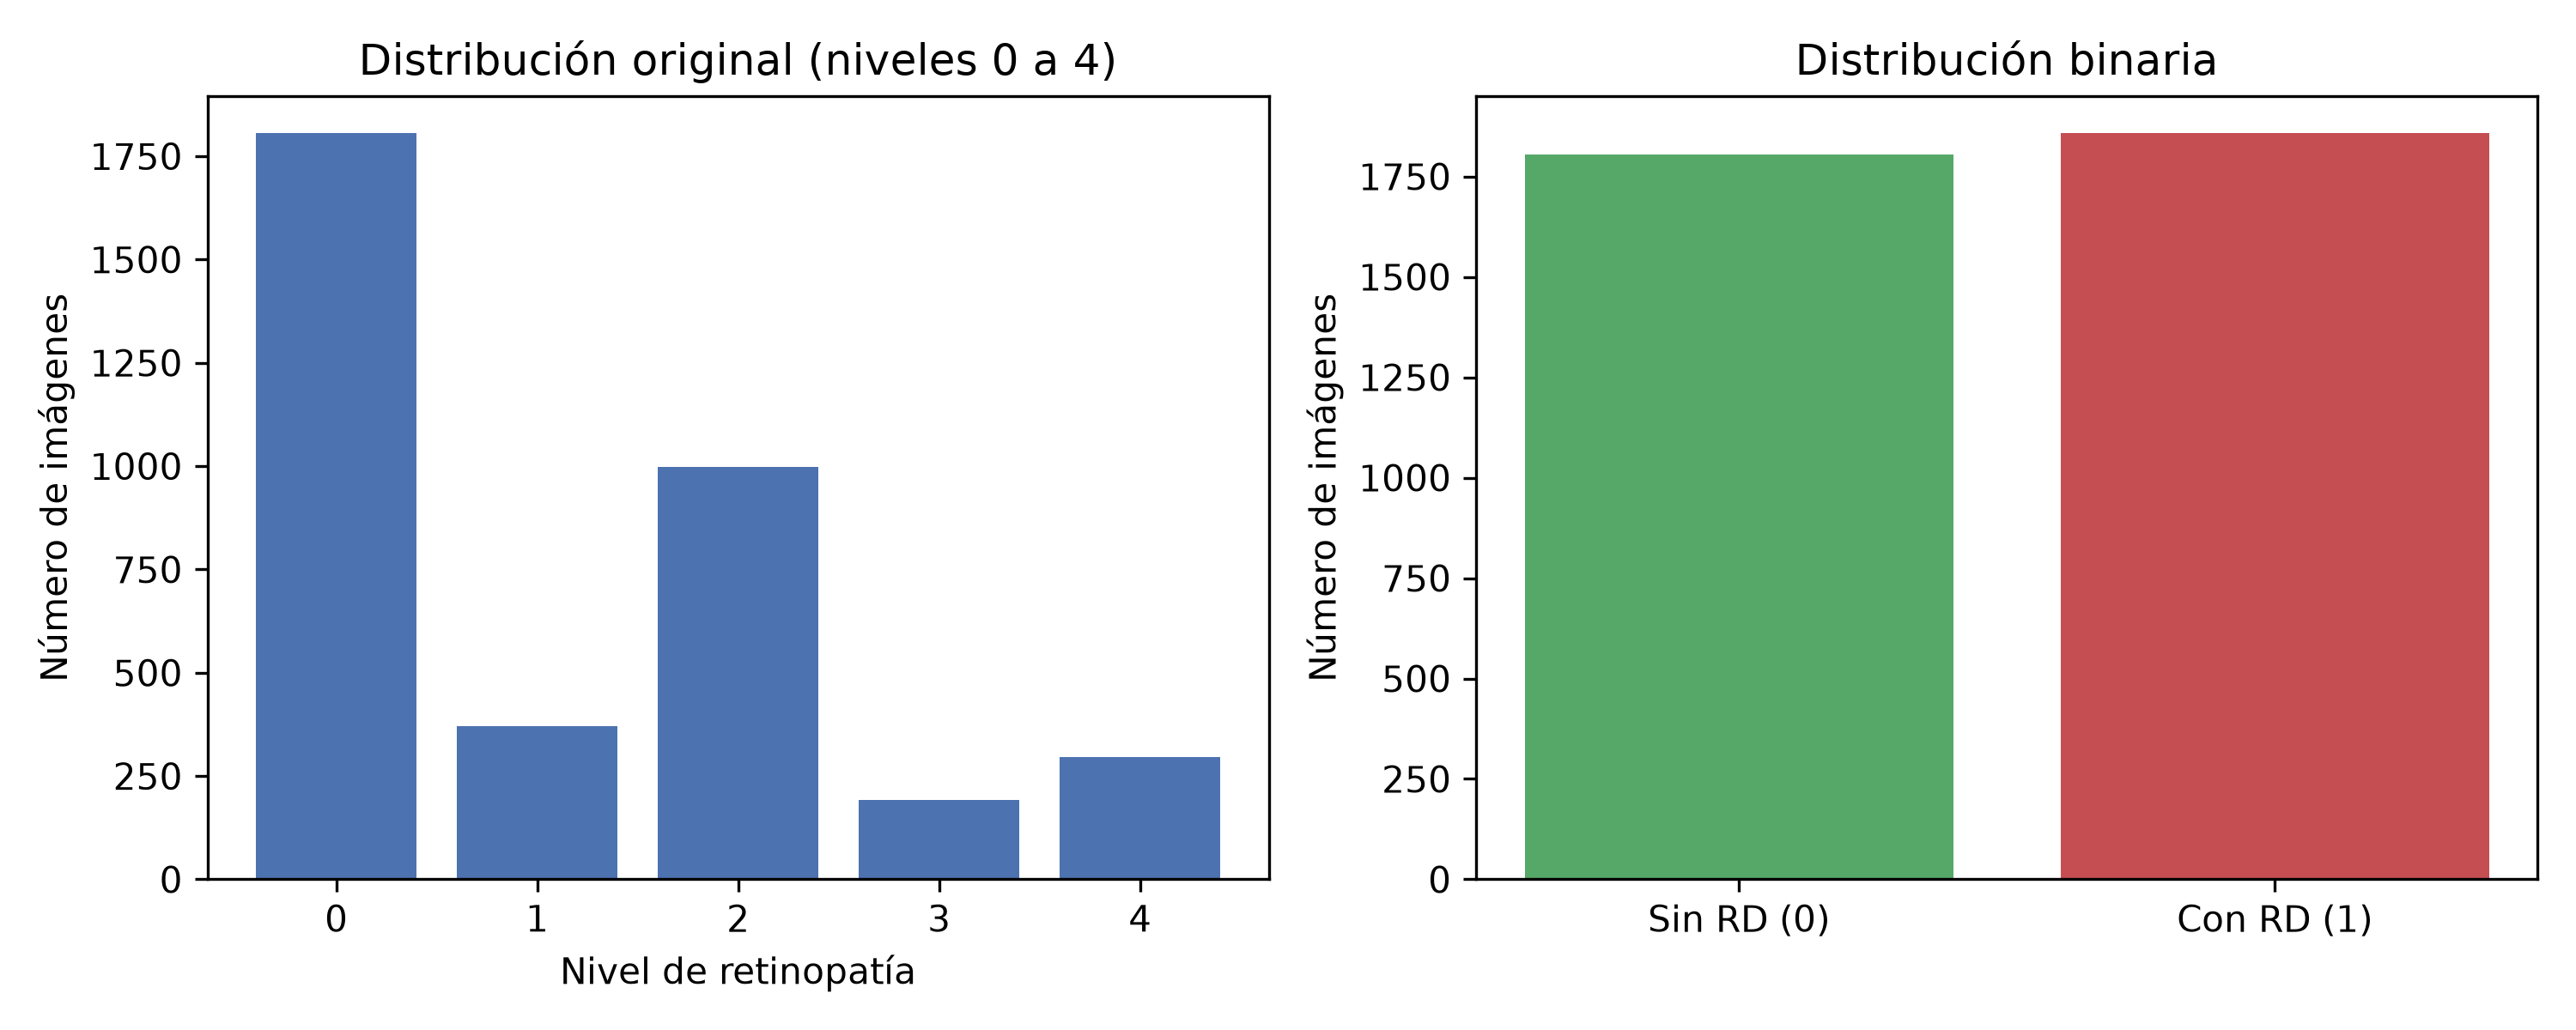 Distribución original (niveles 0 a 4)
Número de imágenes
1750
1500
1250
1000
750
500
250
0
0 1 2 3 4
Nivel de retinopatía
Distribución binaria
Número de imágenes
1750
1500
1250
1000
750
500
250
0
Sin RD (0) Con RD (1)